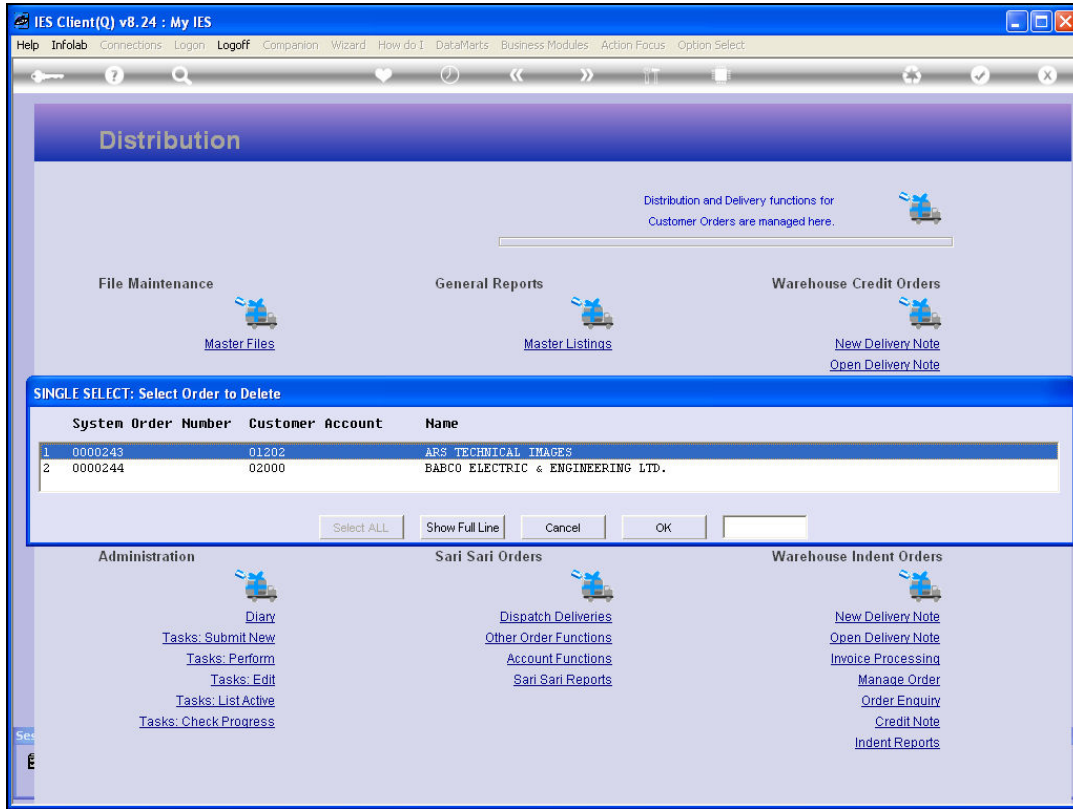 IES Client(Q) v8.24 : My IES
Help Infolab Connections Logon Logoff Companion Wizard How do I DataMarts Business Modules Action Focus Option Select
Distribution
Distribution and Delivery functions for
Customer Orders are managed here.
File Maintenance General Reports Warehouse Credit Orders
Master Files Master Listings New Delivery Note
Open Delivery Note
SINGLE SELECT: Select Order to Delete
System Order Number Customer Account Name
1 0000243 01202 ARS TECHNICAL IMAGES
2 0000244 02000 BABCO ELECTRIC & ENGINEERING LTD.
Select ALL Show Full Line Cancel OK
Administration Sari Sari Orders Warehouse Indent Orders
Diary Dispatch Deliveries New Delivery Note
Tasks: Submit New Other Order Functions Open Delivery Note
Tasks: Perform Account Functions Invoice Processing
Tasks: Edit Sari Sari Reports Manage Order
Tasks: List Active Order Enquiry
Tasks: Check Progress Credit Note
Indent Reports